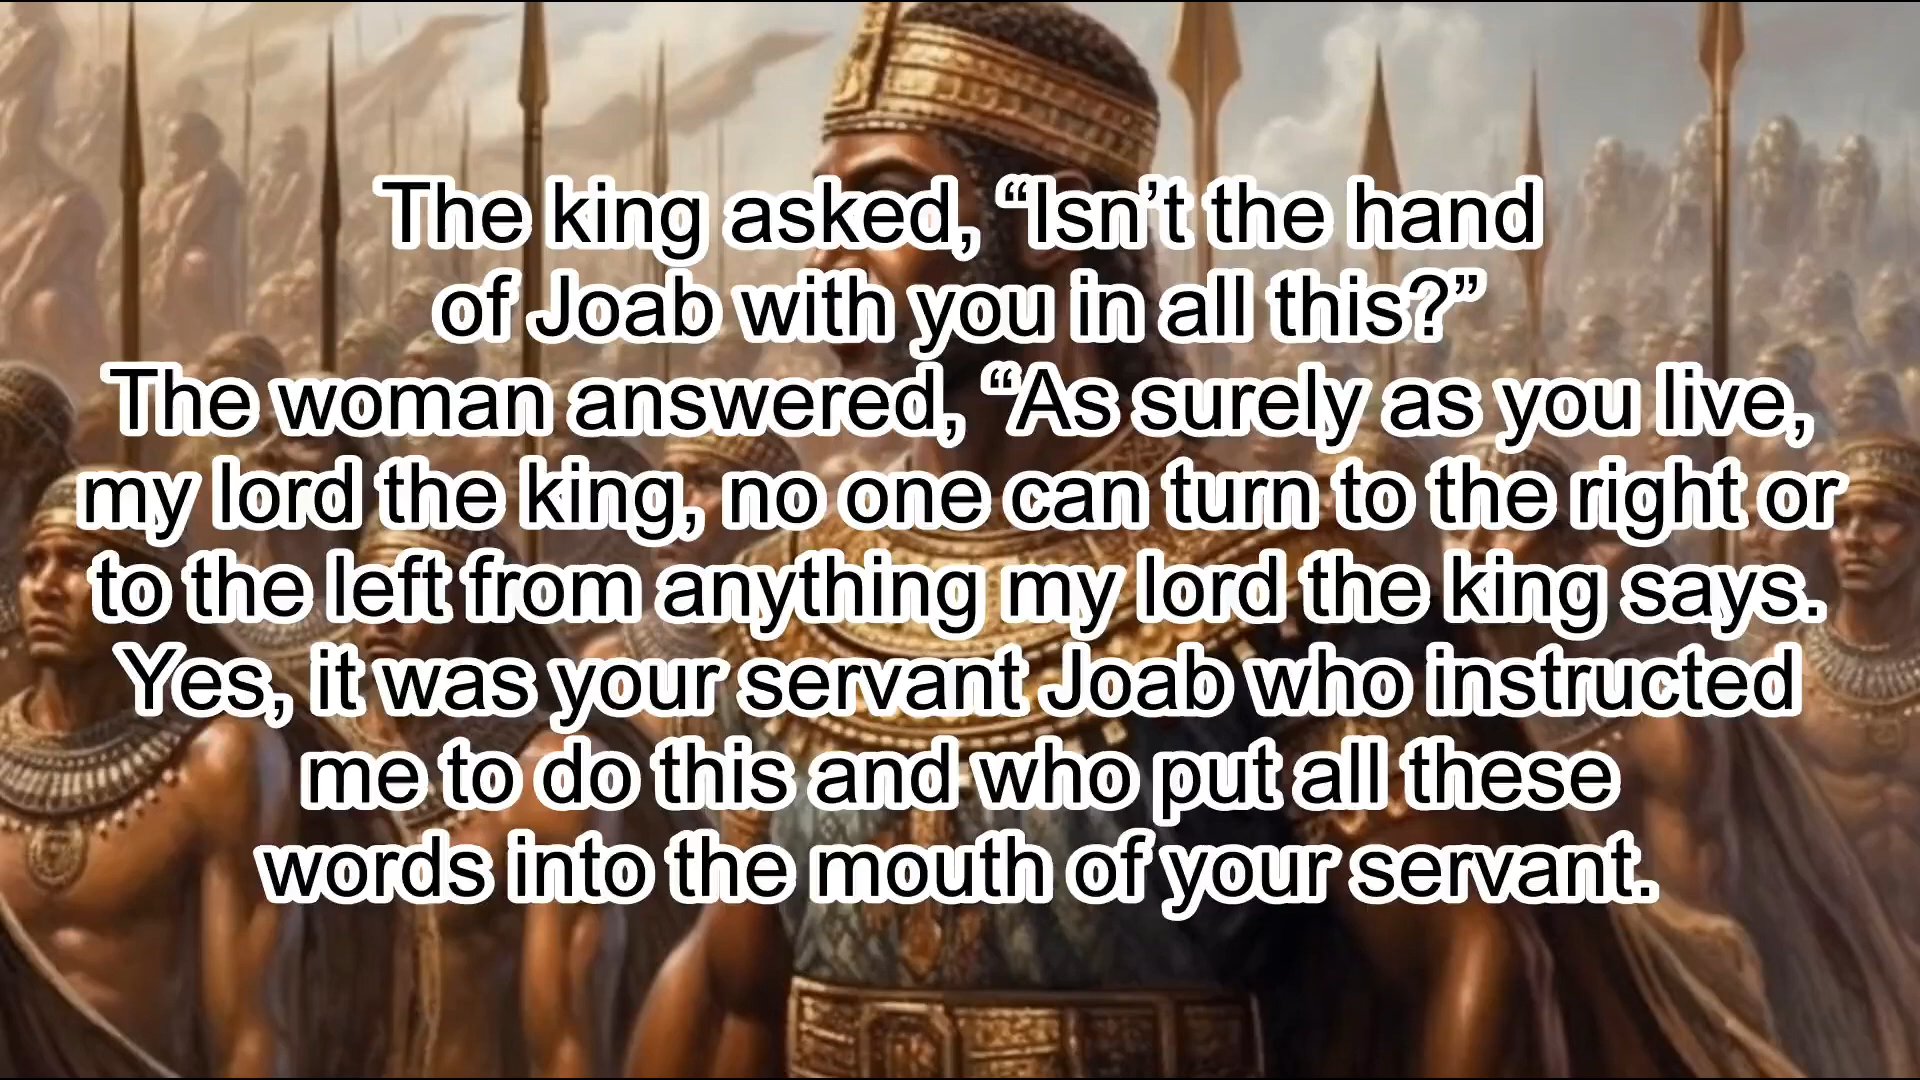 The king asked, “Isn’t the hand
of Joab with you in all this?”
The woman answered, “As surely as you live,
my lord the king, no one can turn to the right or
to the left from anything my lord the king says.
Yes, it was your servant Joab who instructed
me to do this and who put all these
words into the mouth of your servant.